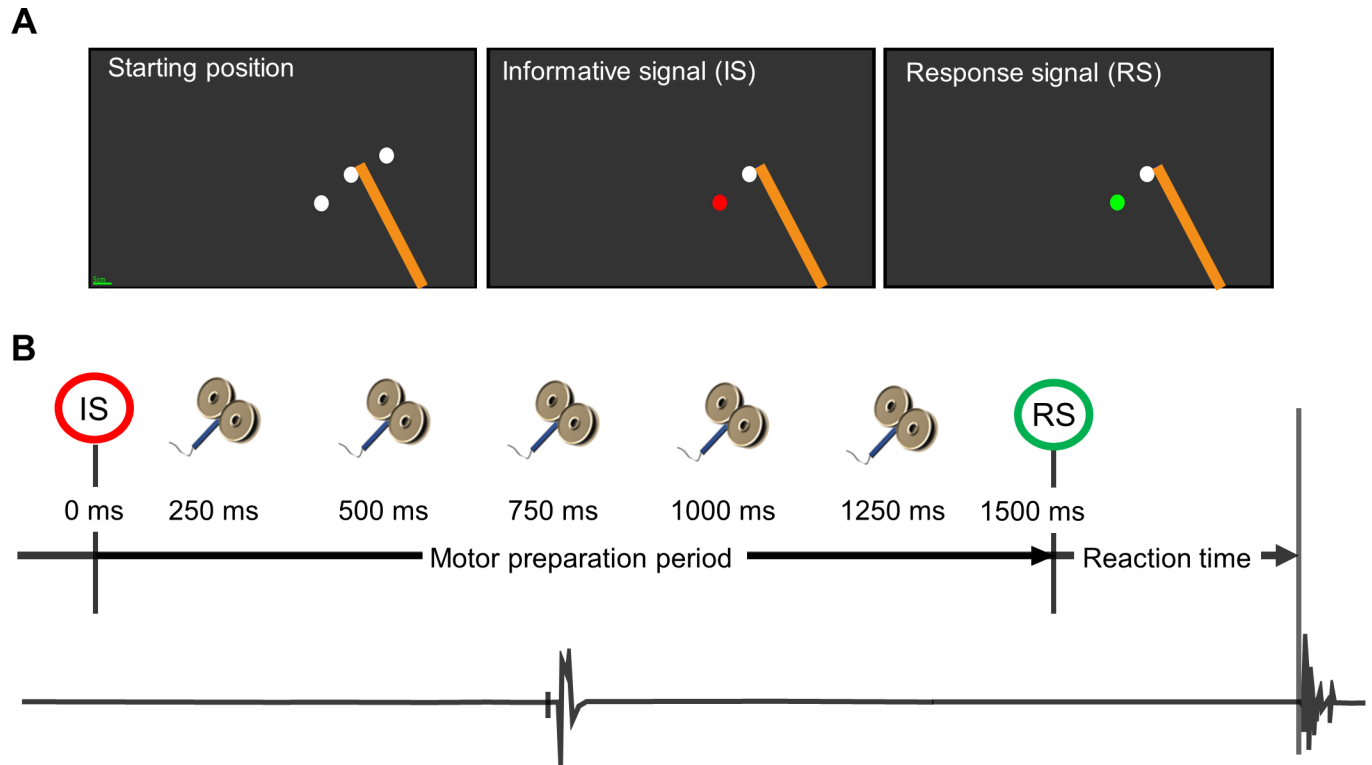 A
Starting position
Informative signal (IS)
Response signal (RS)
5cm
B
IS
RS
0 ms
250 ms
500 ms
750 ms
1000 ms
1250 ms
1500 ms
Motor preparation period
Reaction time